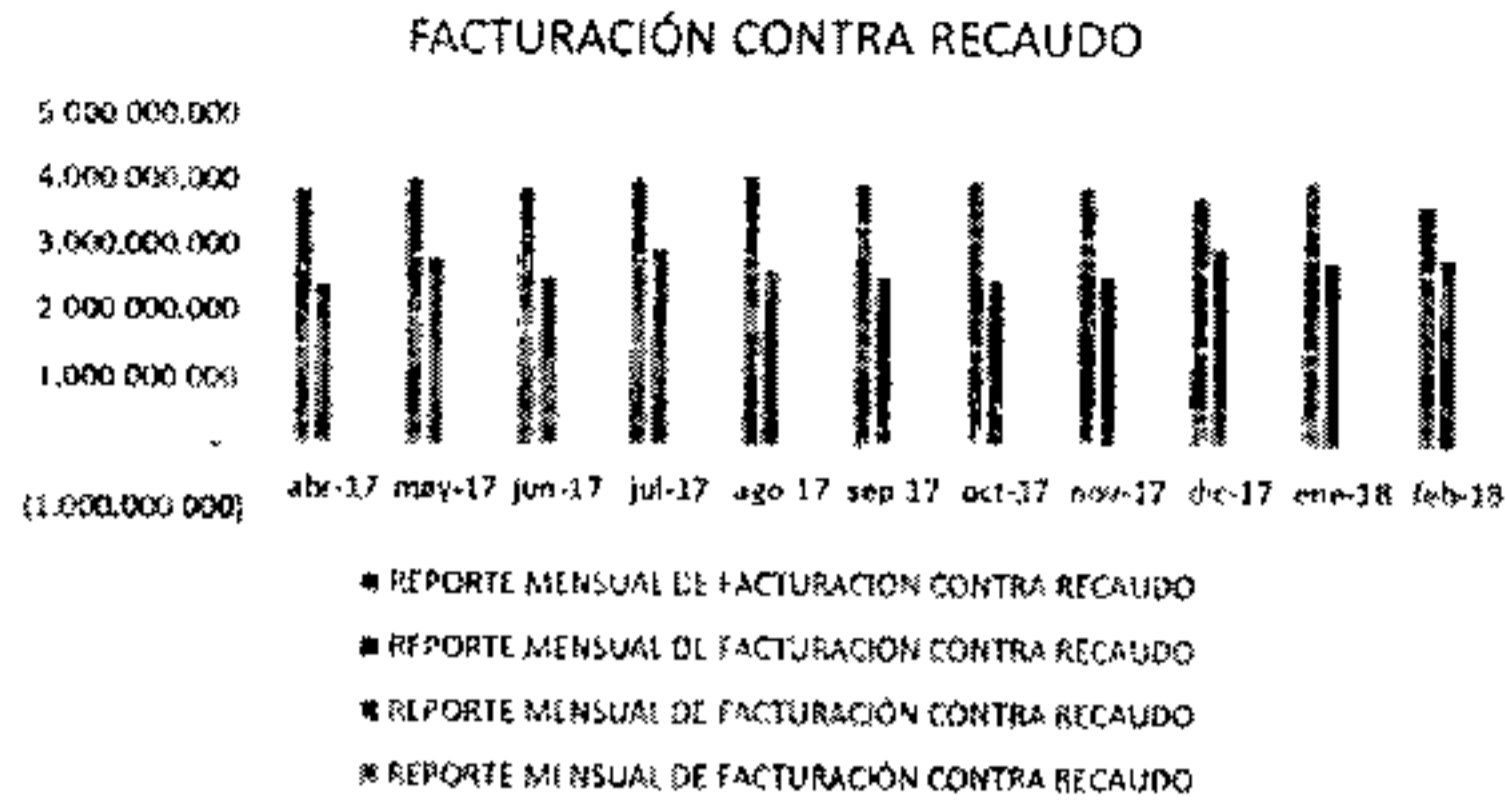 FACTURACIÓN CONTRA RECAUDO
5 000 000.000
4.000 000.000
3.000.000.000
2 000 000.000
1.000 000 000
-
(1.000.000 000)
abr-17 may-17 jun-17 jul-17 ago 17 sep 17 oct-17 nov-17 dic-17 ene-18 feb-18
REPORTE MENSUAL DE FACTURACION CONTRA RECAUDO
REPORTE MENSUAL DE FACTURACIÓN CONTRA RECAUDO
REPORTE MENSUAL DE FACTURACIÓN CONTRA RECAUDO
REPORTE MENSUAL DE FACTURACIÓN CONTRA RECAUDO